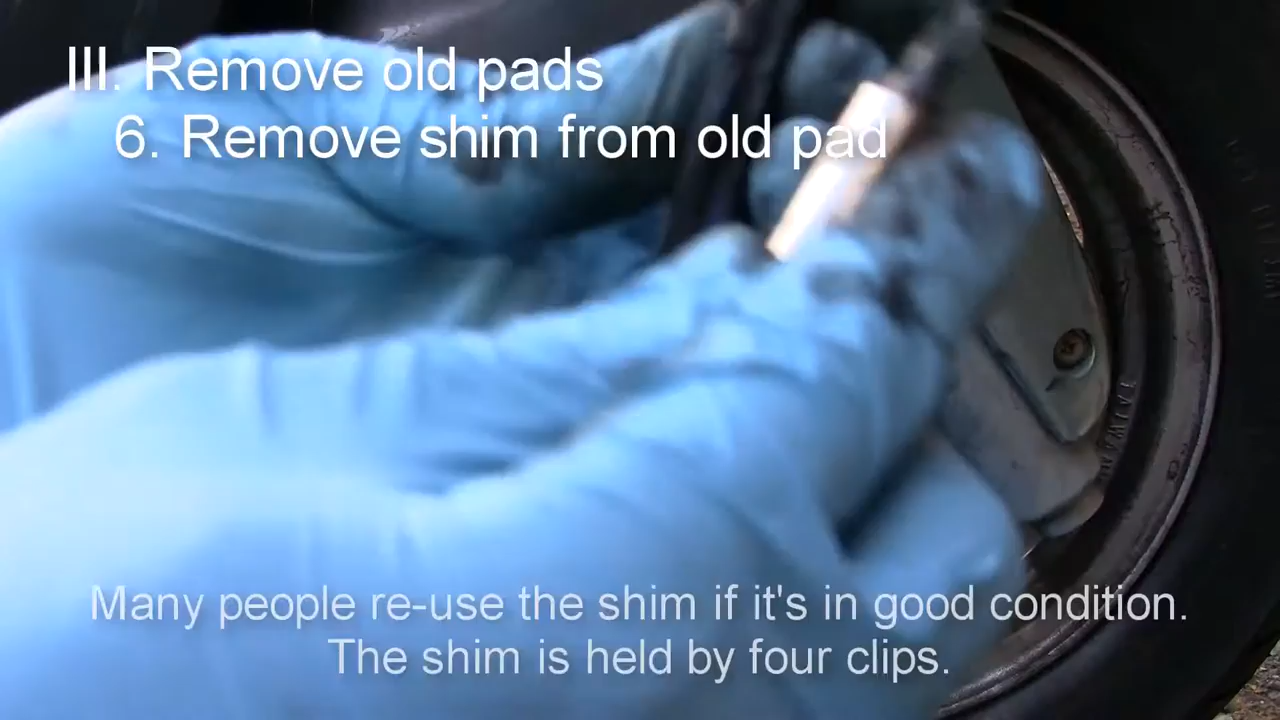 III. Remove old pads
6. Remove shim from old pad
TAIWAN
Many people re-use the shim if it's in good condition.
The shim is held by four clips.